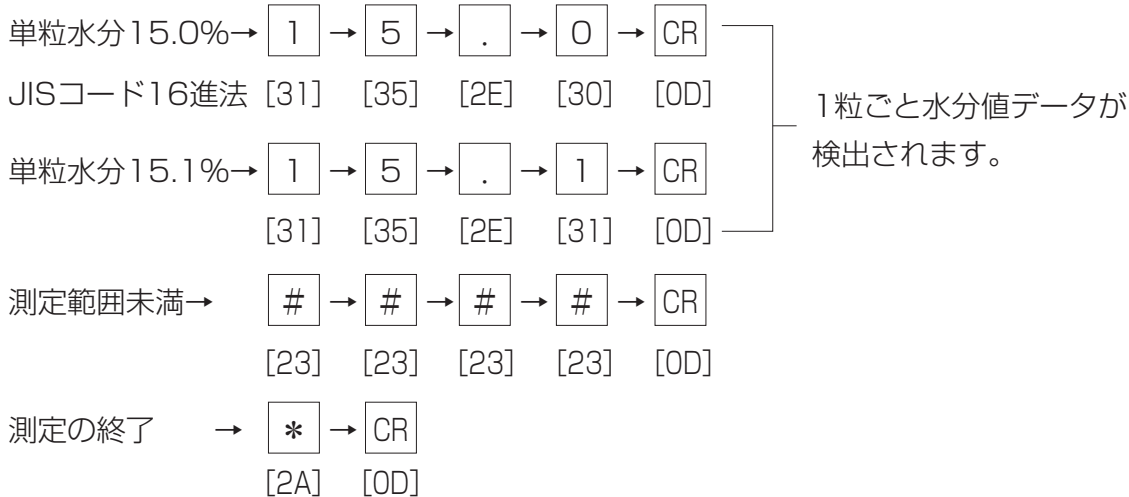 単粒水分15.0%→ 1 → 5 → . → 0 → CR
JISコード16進法 [31] [35] [2E] [30] [0D]
1粒ごと水分値データが
検出されます。
単粒水分15.1%→ 1 → 5 → . → 1 → CR
[31] [35] [2E] [31] [0D]
測定範囲未満→ # → # → # → # → CR
[23] [23] [23] [23] [0D]
測定の終了 → * → CR
[2A] [0D]